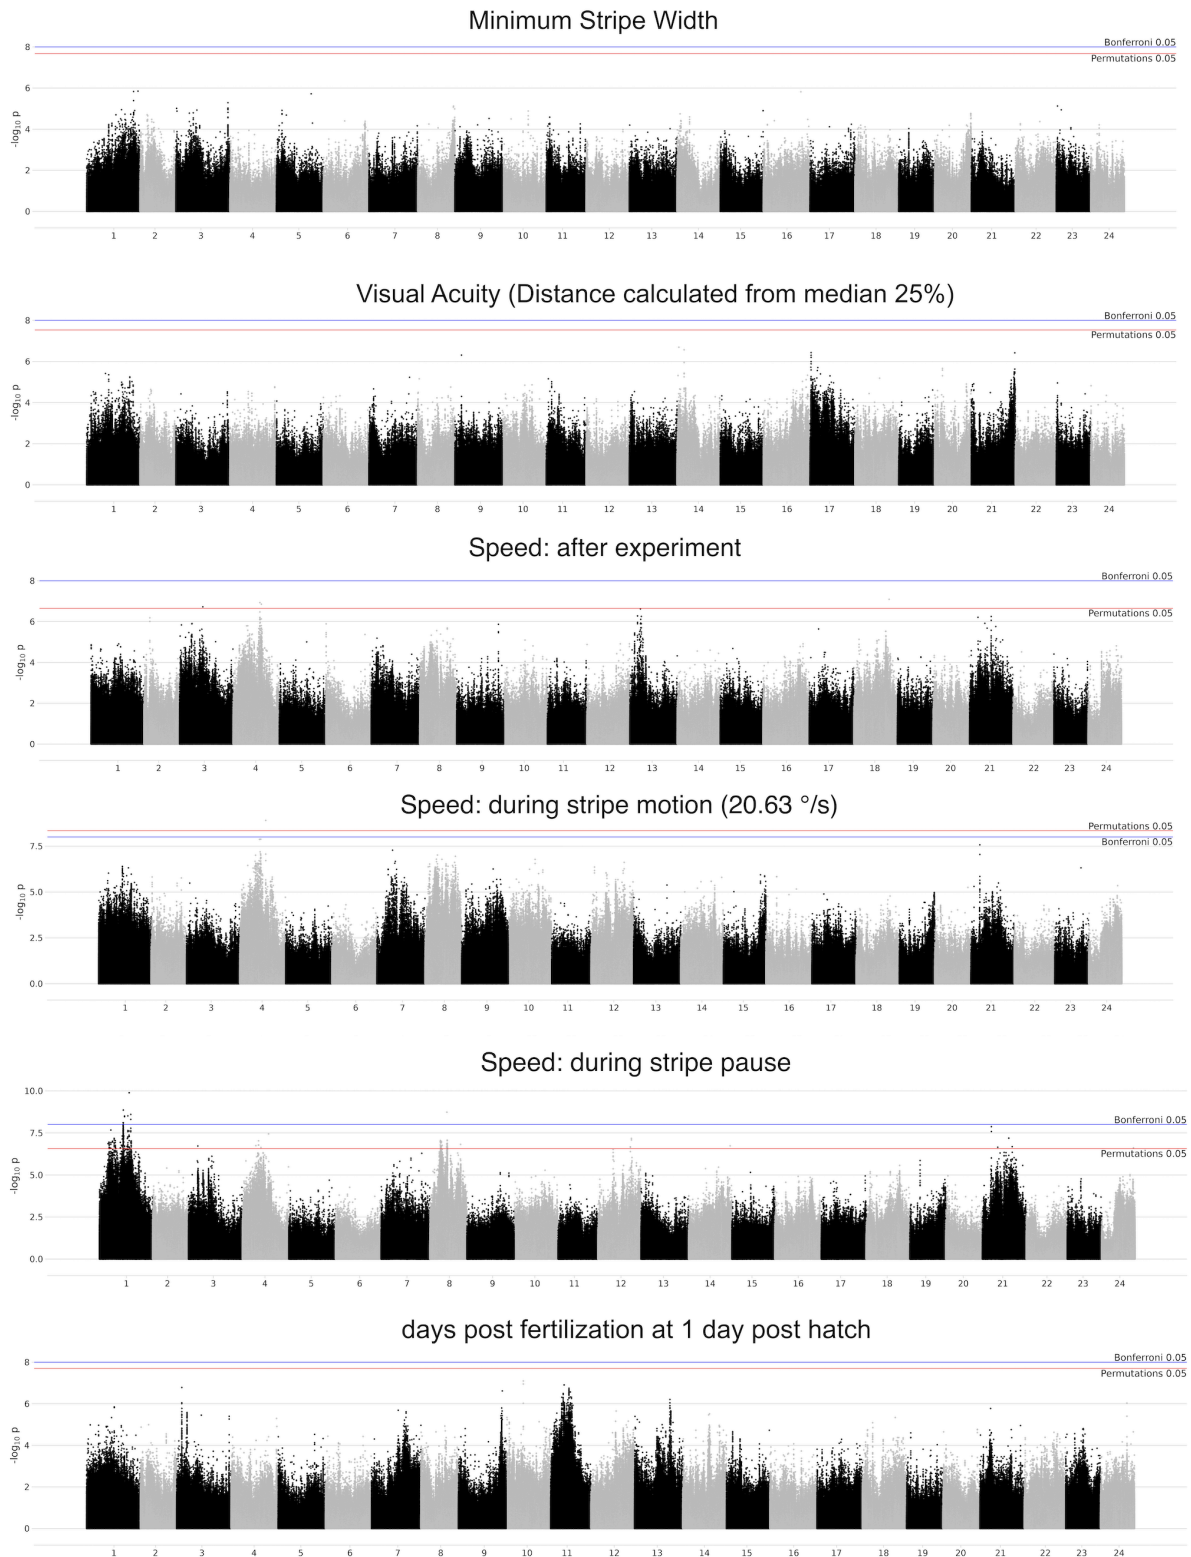 Minimum Stripe Width
8
Bonferroni 0.05
Permutations 0.05
6
-log10 p
4
2
0
1 2 3 4 5 6 7 8 9 10 11 12 13 14 15 16 17 18 19 20 21 22 23 24
Visual Acuity (Distance calculated from median 25%)
8
Bonferroni 0.05
Permutations 0.05
6
-log10 p
4
2
0
1 2 3 4 5 6 7 8 9 10 11 12 13 14 15 16 17 18 19 20 21 22 23 24
Speed: after experiment
8
Bonferroni 0.05
Permutations 0.05
6
-log10 p
4
2
0
1 2 3 4 5 6 7 8 9 10 11 12 13 14 15 16 17 18 19 20 21 22 23 24
Speed: during stripe motion (20.63 °/s)
Permutations 0.05
Bonferroni 0.05
7.5
-log10 p
5.0
2.5
0.0
1 2 3 4 5 6 7 8 9 10 11 12 13 14 15 16 17 18 19 20 21 22 23 24
Speed: during stripe pause
10.0
Bonferroni 0.05
7.5
Permutations 0.05
-log10 p
5.0
2.5
0.0
1 2 3 4 5 6 7 8 9 10 11 12 13 14 15 16 17 18 19 20 21 22 23 24
days post fertilization at 1 day post hatch
8
Bonferroni 0.05
Permutations 0.05
6
-log10 p
4
2
0
1 2 3 4 5 6 7 8 9 10 11 12 13 14 15 16 17 18 19 20 21 22 23 24